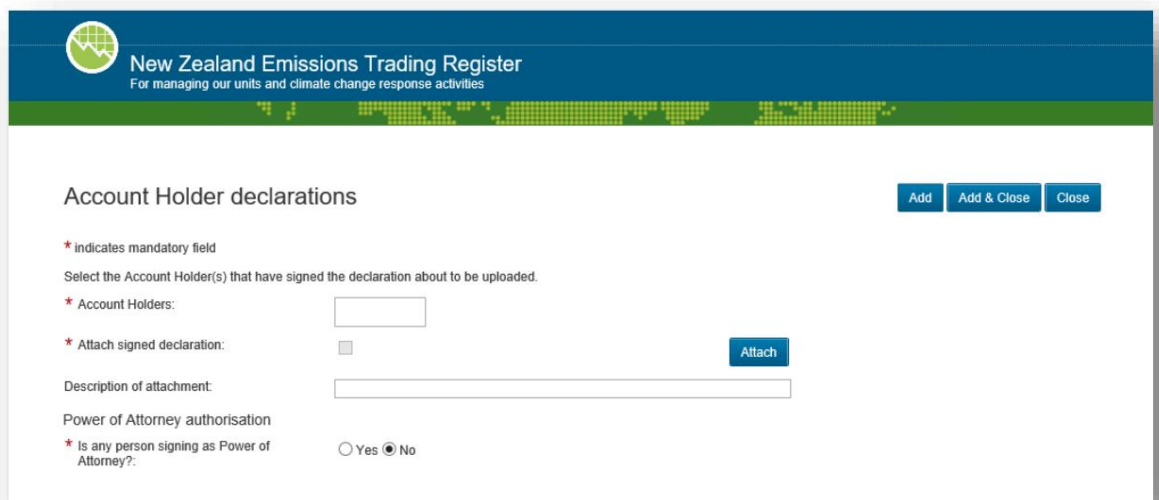 New Zealand Emissions Trading Register
For managing our units and climate change response activities
Account Holder declarations
Add
Add & Close
Close
* indicates mandatory field
Select the Account Holder(s) that have signed the declaration about to be uploaded.
* Account Holders:
* Attach signed declaration:
Attach
Description of attachment:
Power of Attorney authorisation
* Is any person signing as Power of
Attorney?:
Yes
No